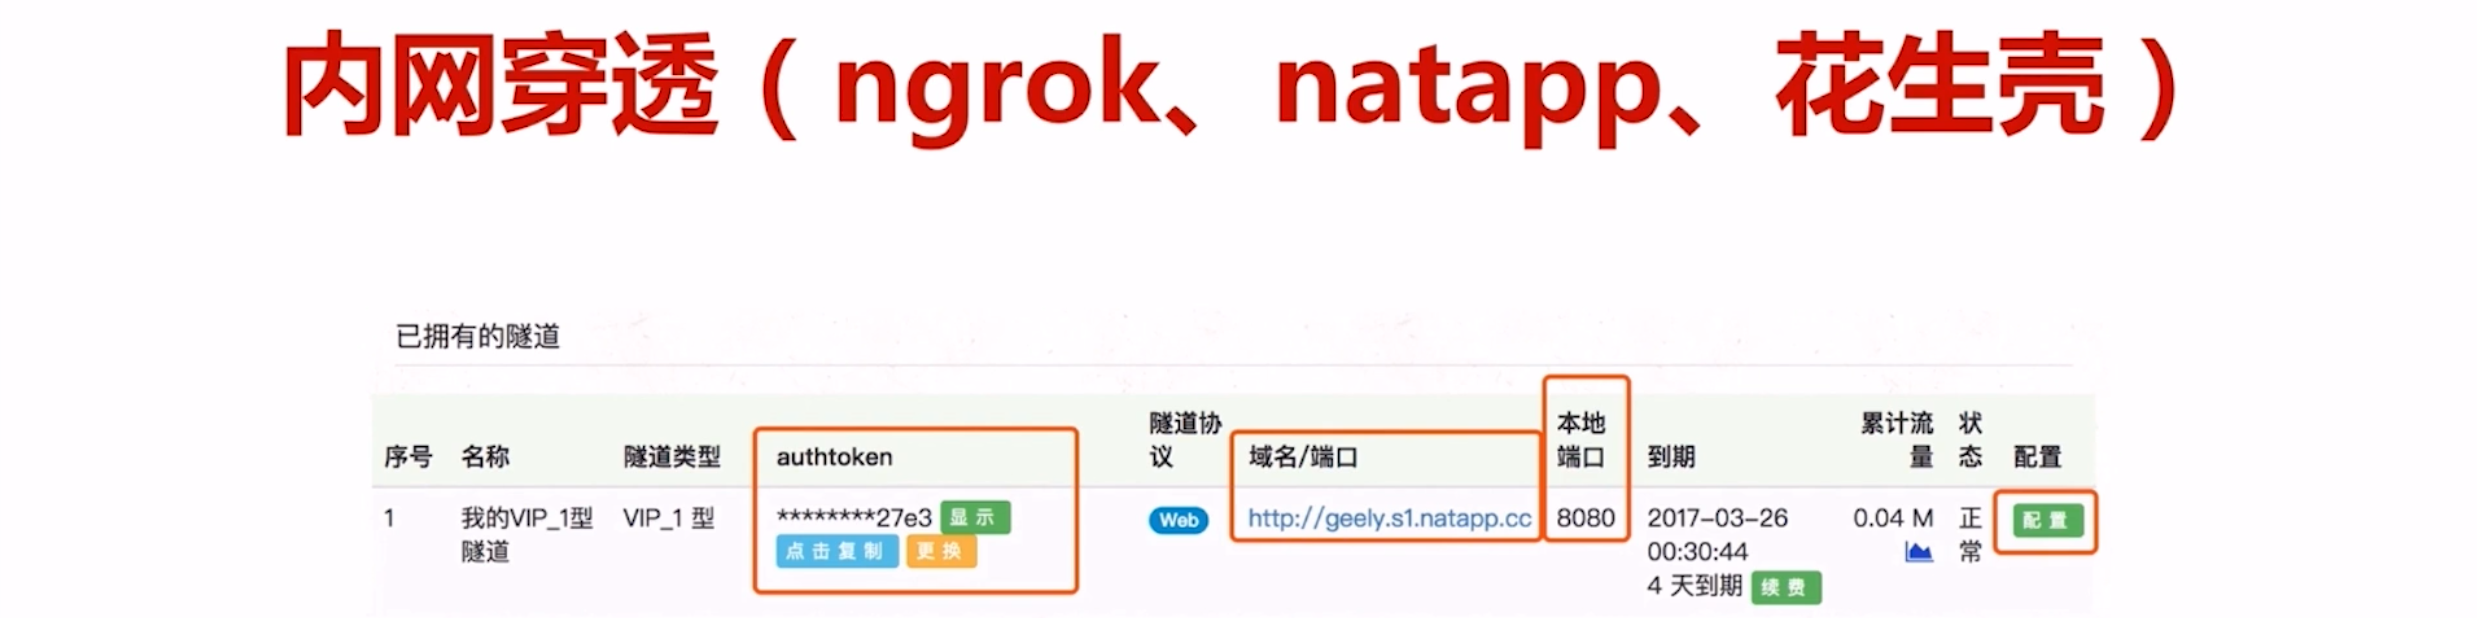 内网穿透（ngrok、natapp、花生壳）
已拥有的隧道
序号 名称 隧道类型 authtoken 隧道协议 域名/端口 本地端口 到期 累计流量 状态 配置
1 我的VIP_1型隧道 VIP_1 型 ********27e3 显示 点击复制 更换 Web http://geely.s1.natapp.cc 8080 2017-03-26 00:30:44 4 天到期 续费 0.04 M 正常 配置